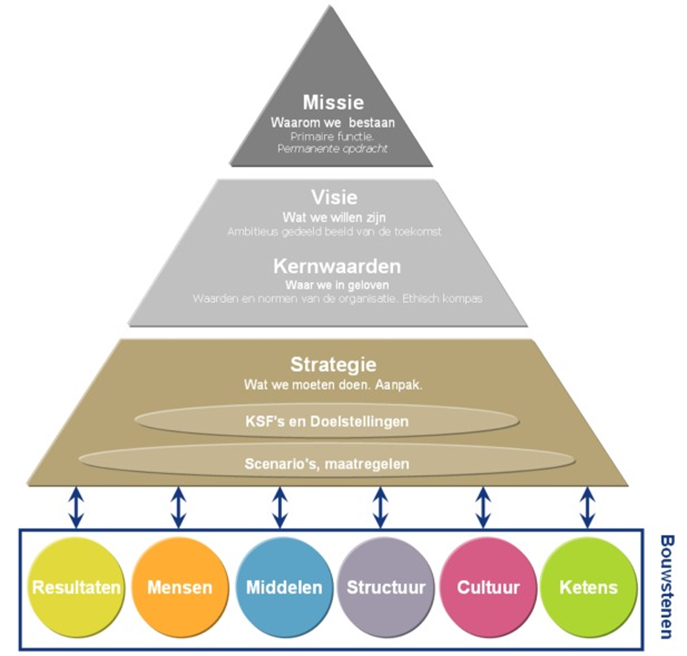 Missie
Waarom we bestaan
Primaire functie.
Permanente opdracht
Visie
Wat we willen zijn
Ambitieus gedeeld beeld van de toekomst
Kernwaarden
Waar we in geloven
Waarden en normen van de organisatie. Ethisch kompas
Strategie
Wat we moeten doen. Aanpak.
KSF's en Doelstellingen
Scenario's, maatregelen
Resultaten
Mensen
Middelen
Structuur
Cultuur
Ketens
Bouwstenen